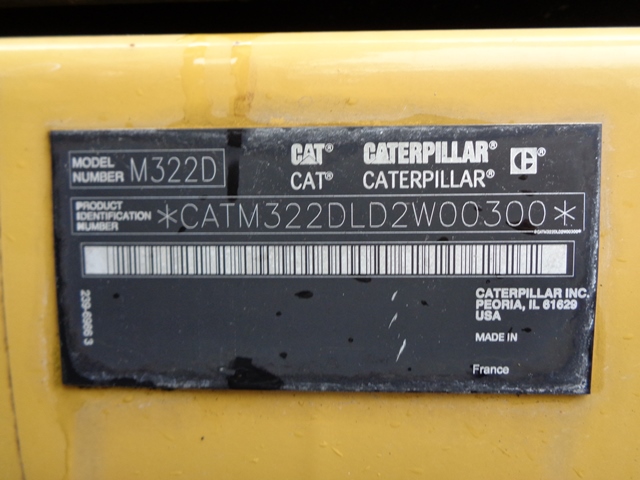 MODEL NUMBER M322D
CAT® CATERPILLAR® C®
CAT® CATERPILLAR®
PRODUCT IDENTIFICATION NUMBER *CATM322DLD2W00300*
239-6986 3
CATERPILLAR INC.
PEORIA, IL 61629
USA
MADE IN
France